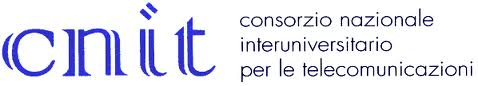 cnit
consorzio nazionale
interuniversitario
per le telecomunicazioni